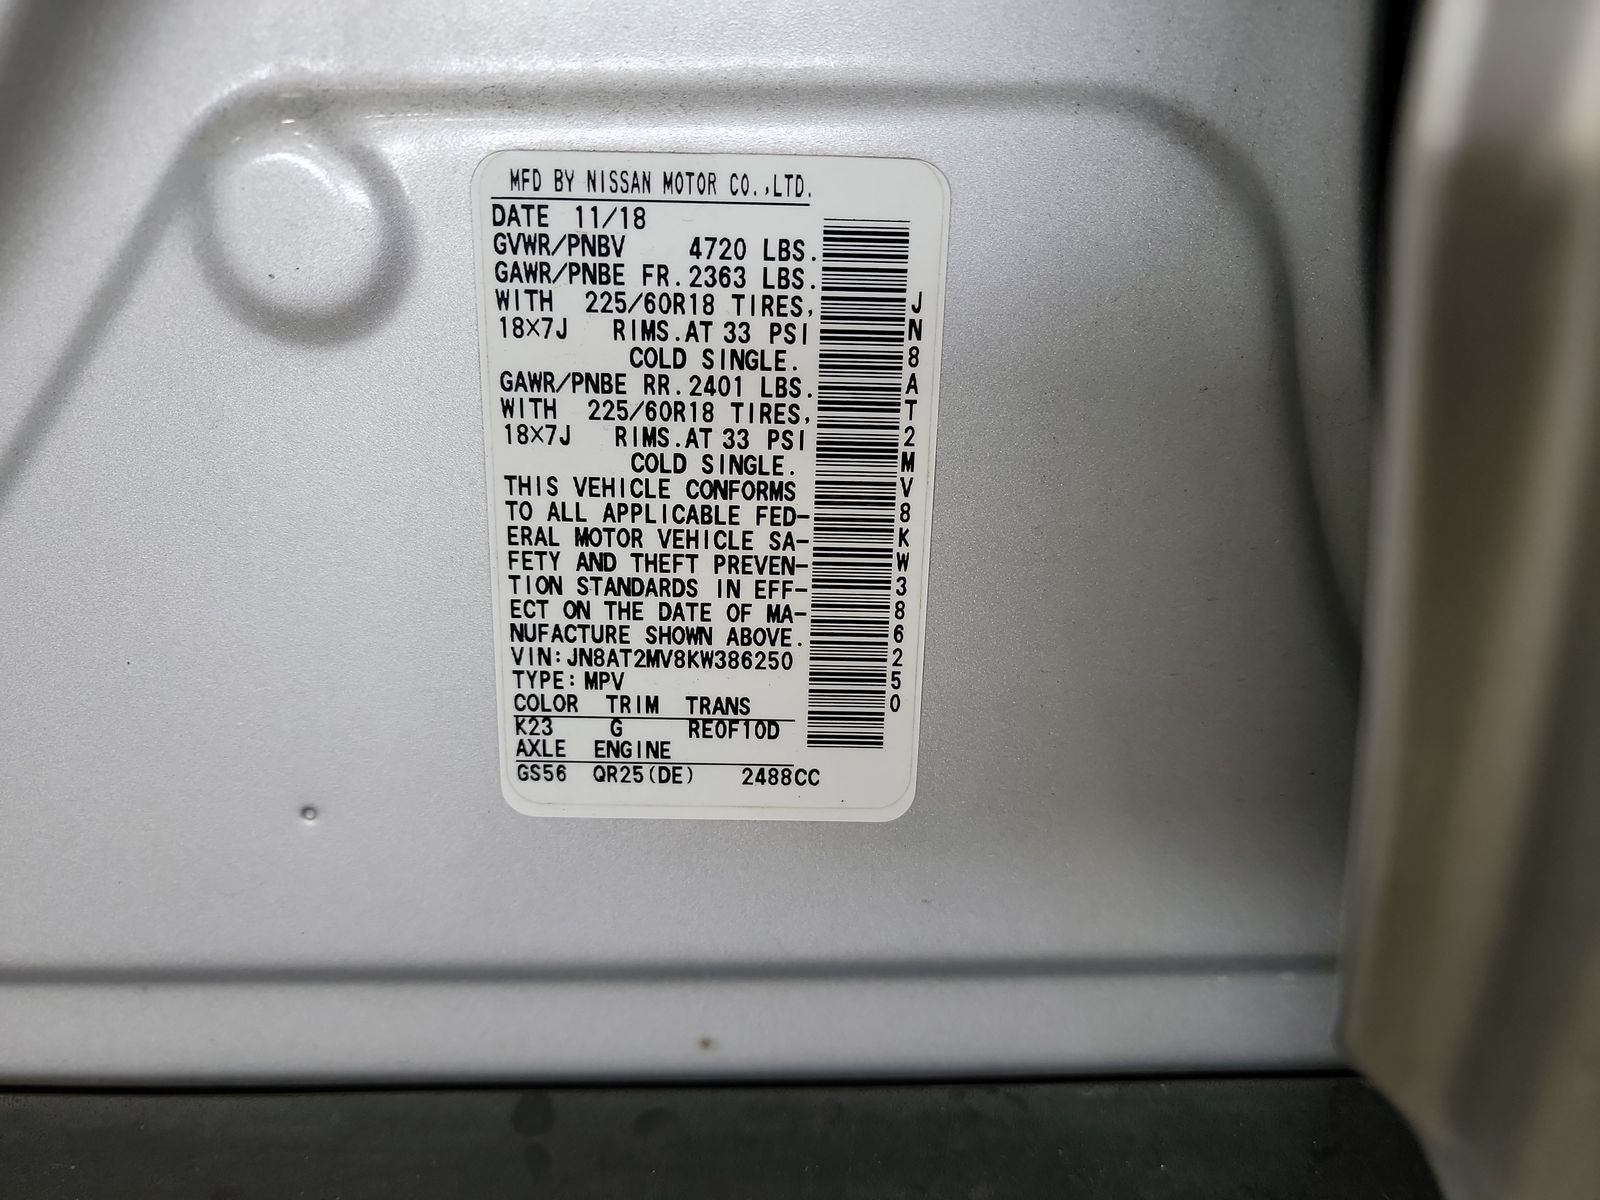 MFD BY NISSAN MOTOR CO.,LTD.
DATE 11/18
GVWR/PNBV 4720 LBS.
GAWR/PNBE FR.2363 LBS.
WITH 225/60R18 TIRES,
18×7J RIMS.AT 33 PSI
COLD SINGLE.
GAWR/PNBE RR.2401 LBS.
WITH 225/60R18 TIRES,
18×7J RIMS.AT 33 PSI
COLD SINGLE.
THIS VEHICLE CONFORMS
TO ALL APPLICABLE FED-
ERAL MOTOR VEHICLE SA-
FETY AND THEFT PREVEN-
TION STANDARDS IN EFF-
ECT ON THE DATE OF MA-
NUFACTURE SHOWN ABOVE.
VIN:JN8AT2MV8KW386250
TYPE:MPV
COLOR TRIM TRANS
K23 G RE0F10D
AXLE ENGINE
GS56 QR25(DE) 2488CC
JN8AT2MV8KW386250